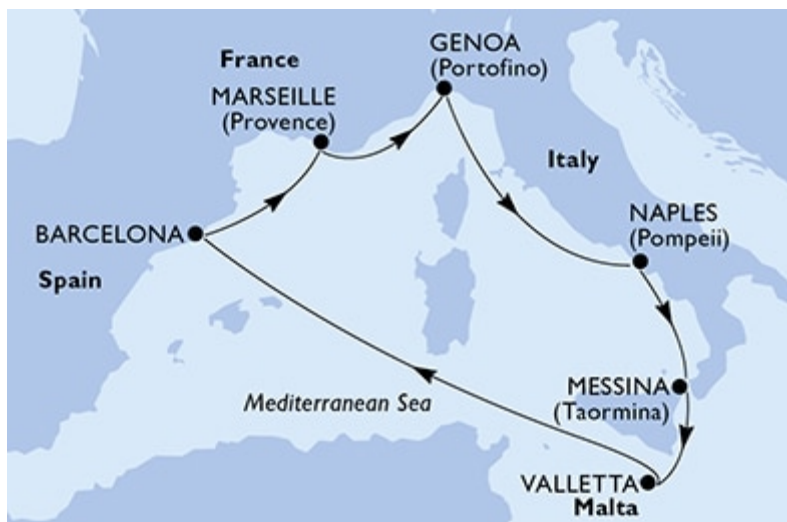 France
GENOA
(Portofino)
MARSEILLE
(Provence)
Italy
NAPLES
(Pompeii)
BARCELONA
Spain
Mediterranean Sea
MESSINA
(Taormina)
VALLETTA
Malta